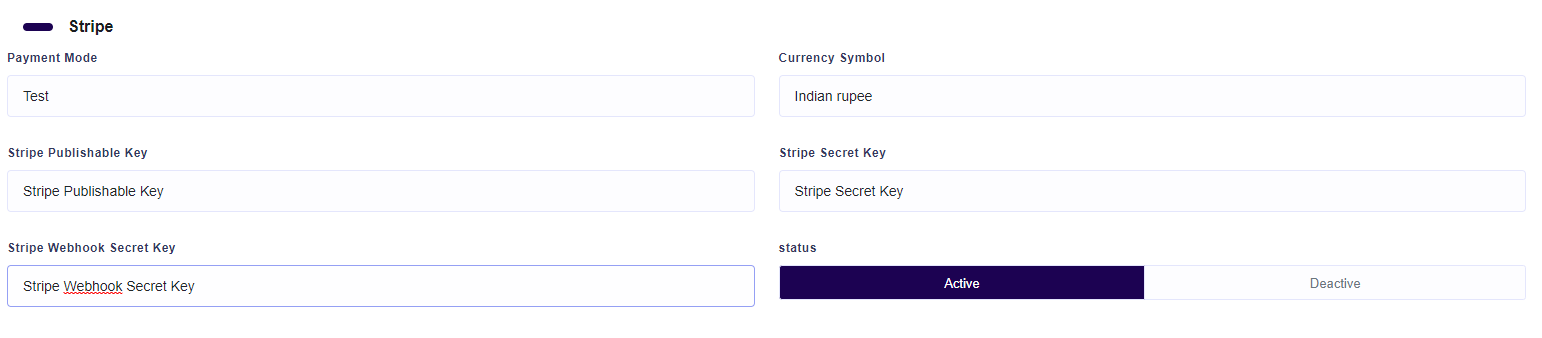 Stripe
Payment Mode
Currency Symbol
Test
Indian rupee
Stripe Publishable Key
Stripe Secret Key
Stripe Publishable Key
Stripe Secret Key
Stripe Webhook Secret Key
status
Stripe Webhook Secret Key
Active
Deactive